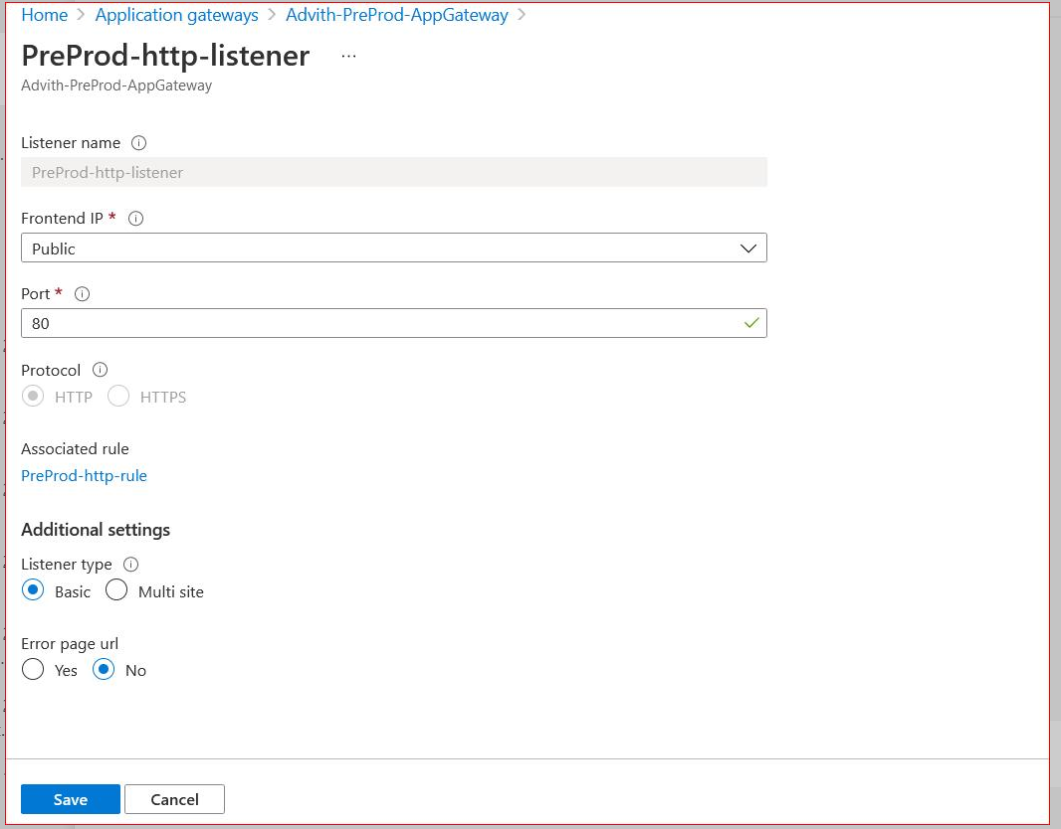 Home > Application gateways > Advith-PreProd-AppGateway >
PreProd-http-listener ...
Advith-PreProd-AppGateway
Listener name
PreProd-http-listener
Frontend IP *
Public
Port *
80
Protocol
HTTP HTTPS
Associated rule
PreProd-http-rule
Additional settings
Listener type
Basic Multi site
Error page url
Yes No
Save Cancel